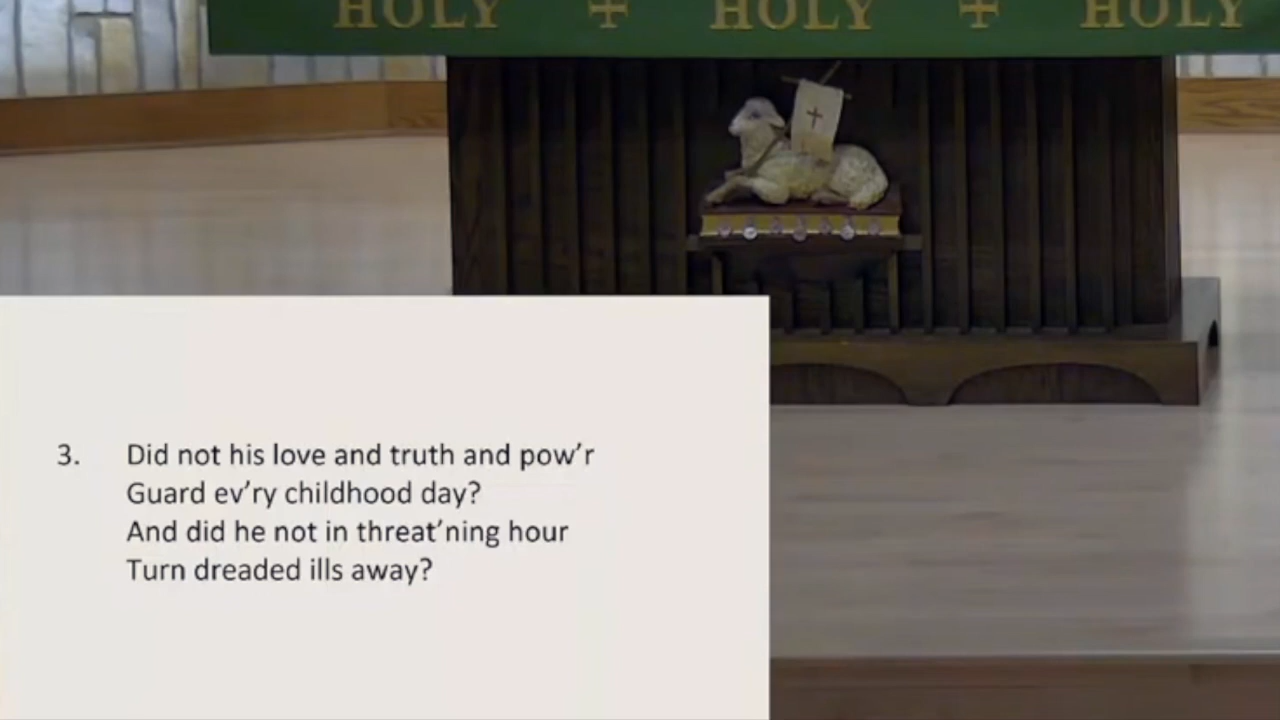 HOLY ✝ HOLY ✝ HOLY
3. Did not his love and truth and pow’r
Guard ev’ry childhood day?
And did he not in threat’ning hour
Turn dreaded ills away?